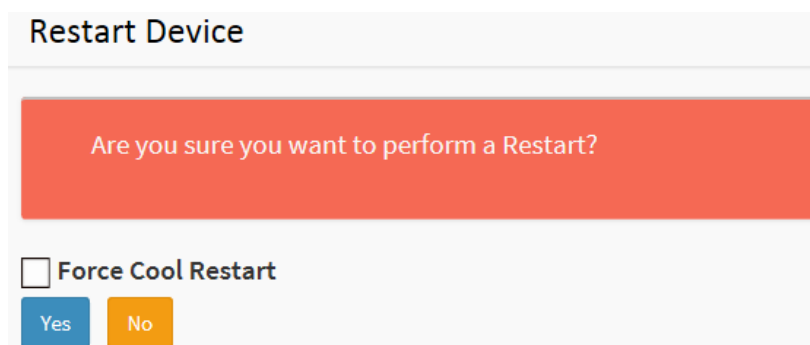 Restart Device
Are you sure you want to perform a Restart?
Force Cool Restart
Yes No